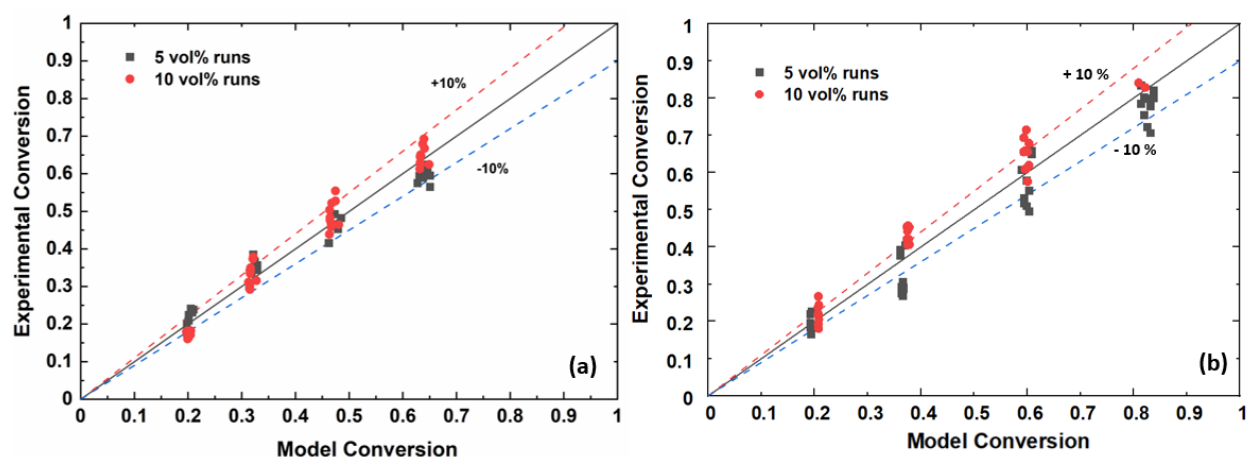 1
0.9
0.8
0.7
0.6
0.5
0.4
0.3
0.2
0.1
0
Experimental Conversion
5 vol% runs
10 vol% runs
+10%
-10%
(a)
0 0.1 0.2 0.3 0.4 0.5 0.6 0.7 0.8 0.9 1
Model Conversion
1
0.9
0.8
0.7
0.6
0.5
0.4
0.3
0.2
0.1
0
Experimental Conversion
5 vol% runs
10 vol% runs
+ 10 %
- 10 %
(b)
0 0.1 0.2 0.3 0.4 0.5 0.6 0.7 0.8 0.9 1
Model Conversion